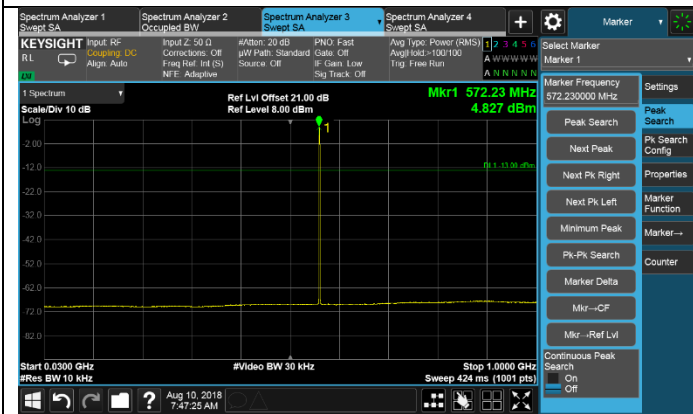 Spectrum Analyzer 1
Swept SA
Spectrum Analyzer 2
Occupied BW
Spectrum Analyzer 3
Swept SA
Spectrum Analyzer 4
Swept SA
+
Marker
KEYSIGHT
RL
Input: RF
Coupling: DC
Align: Auto
Input Z: 50 Ω
Corrections: Off
Freq Ref: Int (S)
NFE: Adaptive
#Atten: 20 dB
µW Path: Standard
Source: Off
PNO: Fast
Gate: Off
IF Gain: Low
Sig Track: Off
Avg Type: Power (RMS)
Avg|Hold:>100/100
Trig: Free Run
1 2 3 4 5 6
A W W W W W
A N N N N N
Select Marker
Marker 1
1 Spectrum
Scale/Div 10 dB
Log
Ref Lvl Offset 21.00 dB
Ref Level 8.00 dBm
Mkr1 572.23 MHz
4.827 dBm
1
-2.00
-12.0
DL1 -13.00 dBm
-22.0
-32.0
-42.0
-52.0
-62.0
-72.0
-82.0
Start 0.0300 GHz
#Res BW 10 kHz
#Video BW 30 kHz
Stop 1.0000 GHz
Sweep 424 ms (1001 pts)
Marker Frequency
572.230000 MHz
Peak Search
Next Peak
Next Pk Right
Next Pk Left
Minimum Peak
Pk-Pk Search
Marker Delta
Mkr→CF
Mkr→Ref Lvl
Continuous Peak
Search
On
Off
Settings
Peak
Search
Pk Search
Config
Properties
Marker
Function
Marker→
Counter
?
Aug 10, 2018
7:47:25 AM